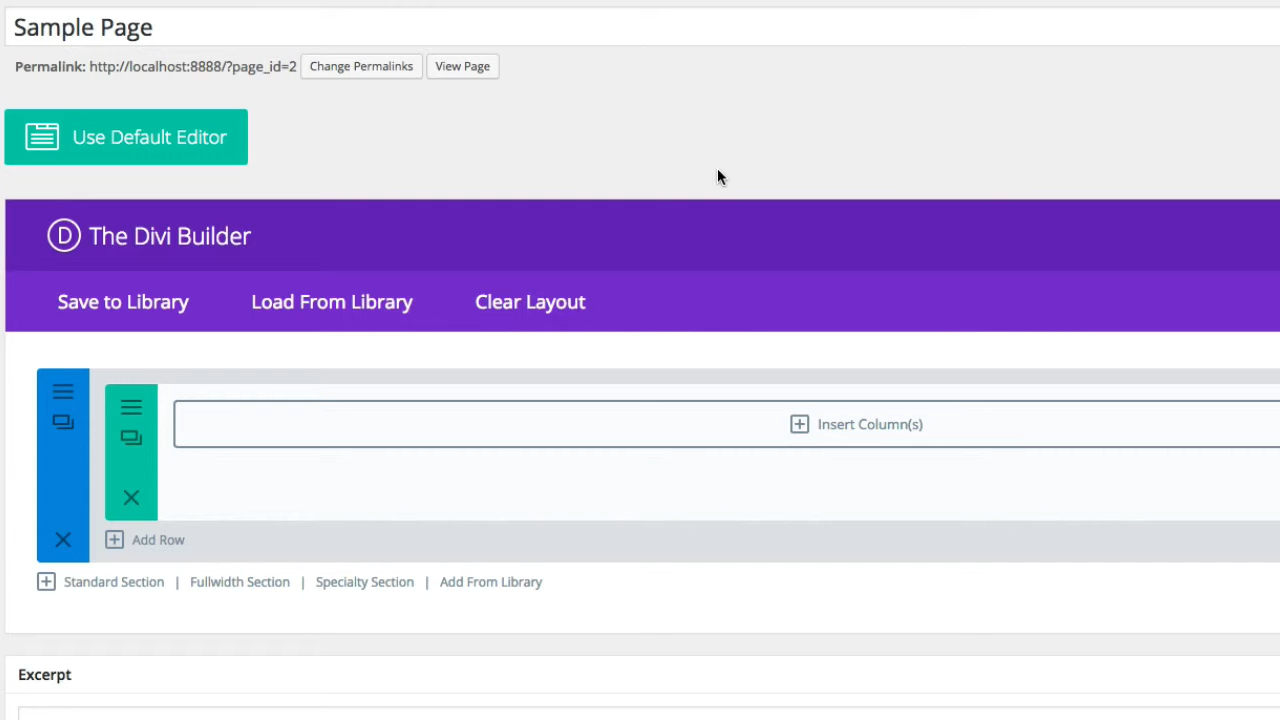 Sample Page
Permalink: http://localhost:8888/?page_id=2 Change Permalinks View Page
Use Default Editor
D The Divi Builder
Save to Library Load From Library Clear Layout
Insert Column(s)
Add Row
Standard Section | Fullwidth Section | Specialty Section | Add From Library
Excerpt